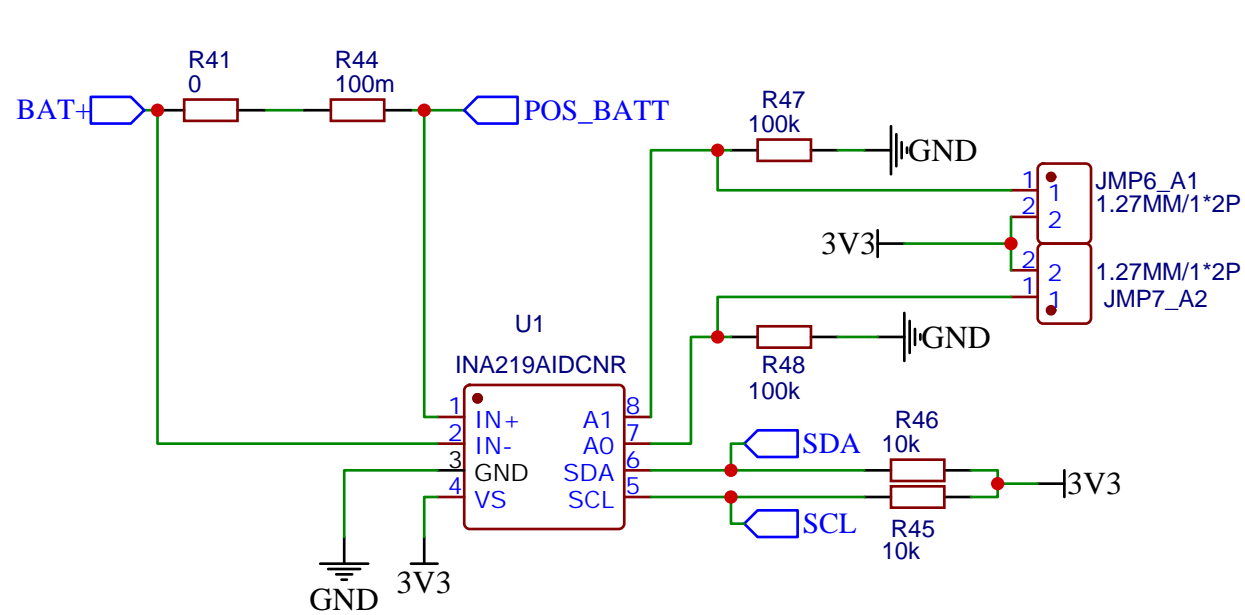 R41
0
R44
100m
BAT+
POS_BATT
R47
100k
GND
1
2
1
2
JMP6_A1
1.27MM/1*2P
3V3
2
1
2
1
1.27MM/1*2P
JMP7_A2
GND
R48
100k
U1
INA219AIDCNR
1
2
3
4
IN+
IN-
GND
VS
A1
A0
SDA
SCL
8
7
6
5
SDA
SCL
R46
10k
R45
10k
3V3
GND
3V3